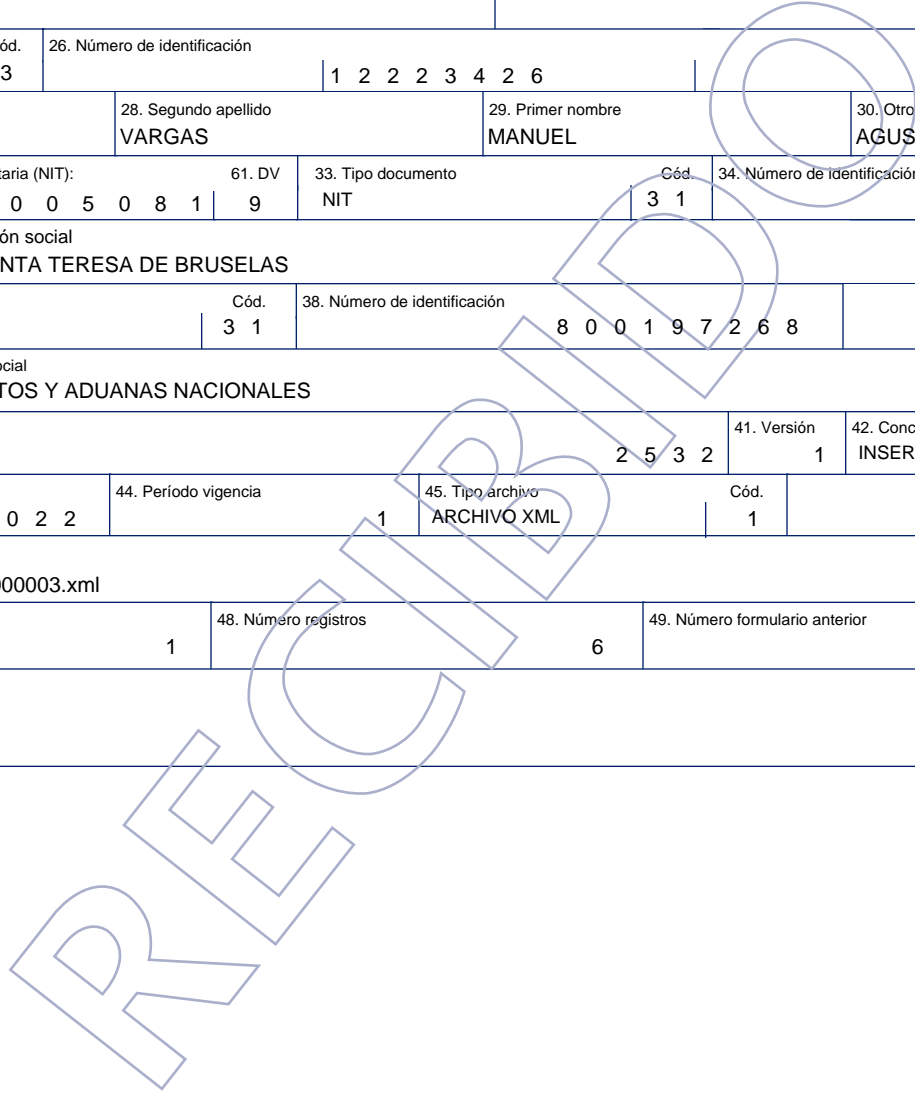 ód. 26. Número de identificación
3 1 2 2 2 3 4 2 6
28. Segundo apellido 29. Primer nombre 30. Otro
VARGAS MANUEL AGUS
taria (NIT): 61. DV 33. Tipo documento Cód. 34. Número de identificación
0 0 5 0 8 1 9 NIT 3 1
ón social
NTA TERESA DE BRUSELAS
Cód. 38. Número de identificación
3 1 8 0 0 1 9 7 2 6 8
ocial
TOS Y ADUANAS NACIONALES
41. Versión 42. Conc
2 5 3 2 1 INSER
44. Período vigencia 45. Tipo archivo Cód.
0 2 2 1 ARCHIVO XML 1
000003.xml
48. Número registros 49. Número formulario anterior
1 6
RECIBIDO